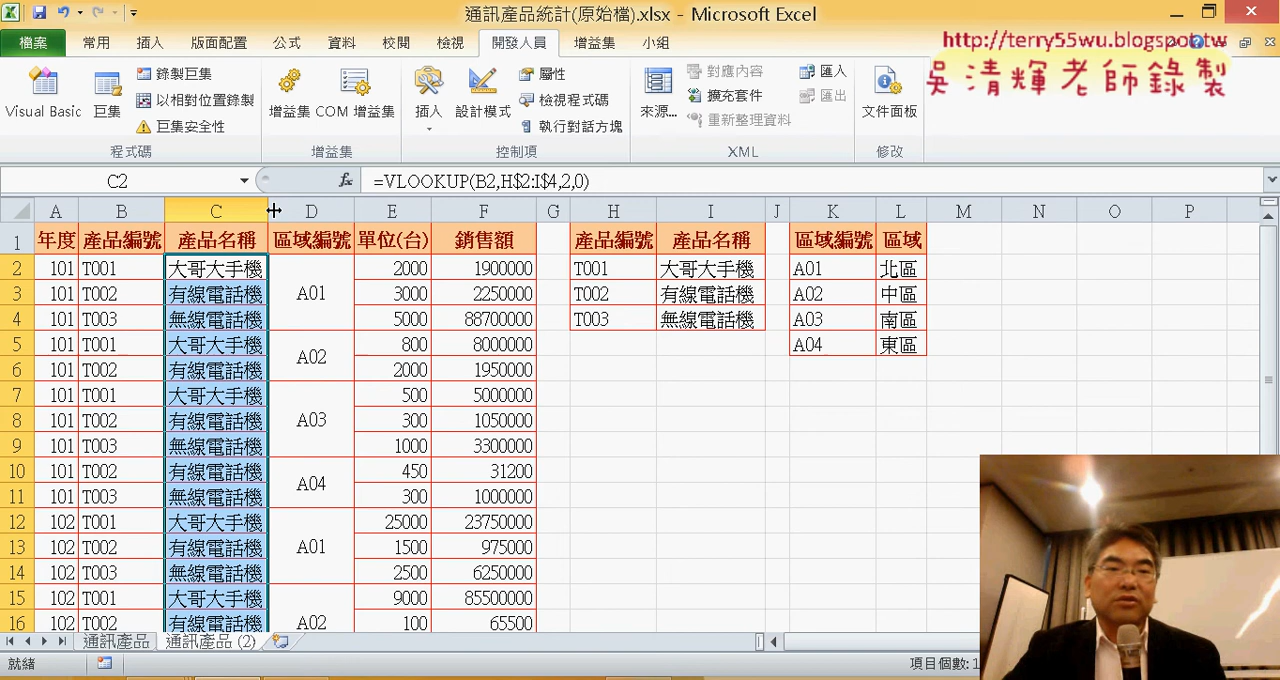 通訊產品統計(原始檔).xlsx - Microsoft Excel
檔案 常用 插入 版面配置 公式 資料 校閱 檢視 開發人員 增益集 小組
http://terry55wu.blogspot.tw
吳清輝老師錄製
Visual Basic 巨集 錄製巨集 以相對位置錄製 巨集安全性 程式碼
增益集 COM 增益集 增益集
插入 設計模式 屬性 檢視程式碼 執行對話方塊 控制項
來源... 對應內容 擴充套件 重新整理資料 匯入 匯出 XML
文件面板 修改
C2 fx =VLOOKUP(B2,H$2:I$4,2,0)
A B C D E F G H I J K L M N O P
1 年度 產品編號 產品名稱 區域編號 單位(台) 銷售額 產品編號 產品名稱 區域編號 區域
2 101 T001 大哥大手機 2000 1900000 T001 大哥大手機 A01 北區
3 101 T002 有線電話機 A01 3000 2250000 T002 有線電話機 A02 中區
4 101 T003 無線電話機 5000 88700000 T003 無線電話機 A03 南區
5 101 T001 大哥大手機 A02 800 8000000 A04 東區
6 101 T002 有線電話機 2000 1950000
7 101 T001 大哥大手機 500 5000000
8 101 T002 有線電話機 A03 300 1050000
9 101 T003 無線電話機 1000 3300000
10 101 T002 有線電話機 A04 450 31200
11 101 T003 無線電話機 300 1000000
12 102 T001 大哥大手機 25000 23750000
13 102 T002 有線電話機 A01 1500 975000
14 102 T003 無線電話機 2500 6250000
15 102 T001 大哥大手機 9000 85500000
16 102 T002 有線電話機 A02 100 65500
通訊產品 通訊產品 (2)
就緒 項目個數: